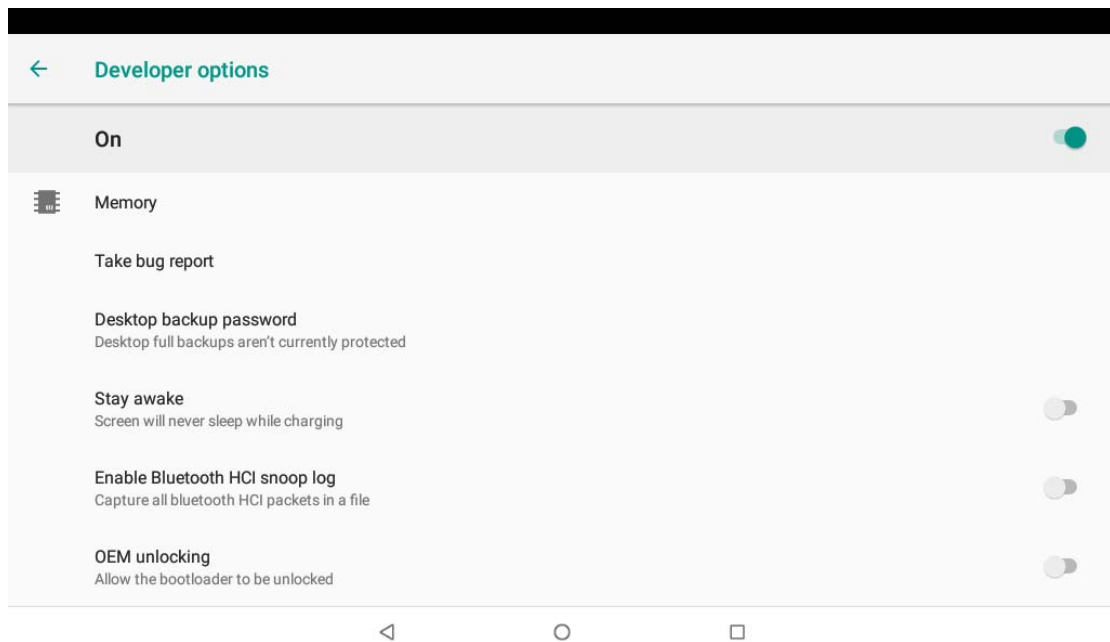 Developer options
On
Memory
Take bug report
Desktop backup password
Desktop full backups aren't currently protected
Stay awake
Screen will never sleep while charging
Enable Bluetooth HCI snoop log
Capture all bluetooth HCI packets in a file
OEM unlocking
Allow the bootloader to be unlocked